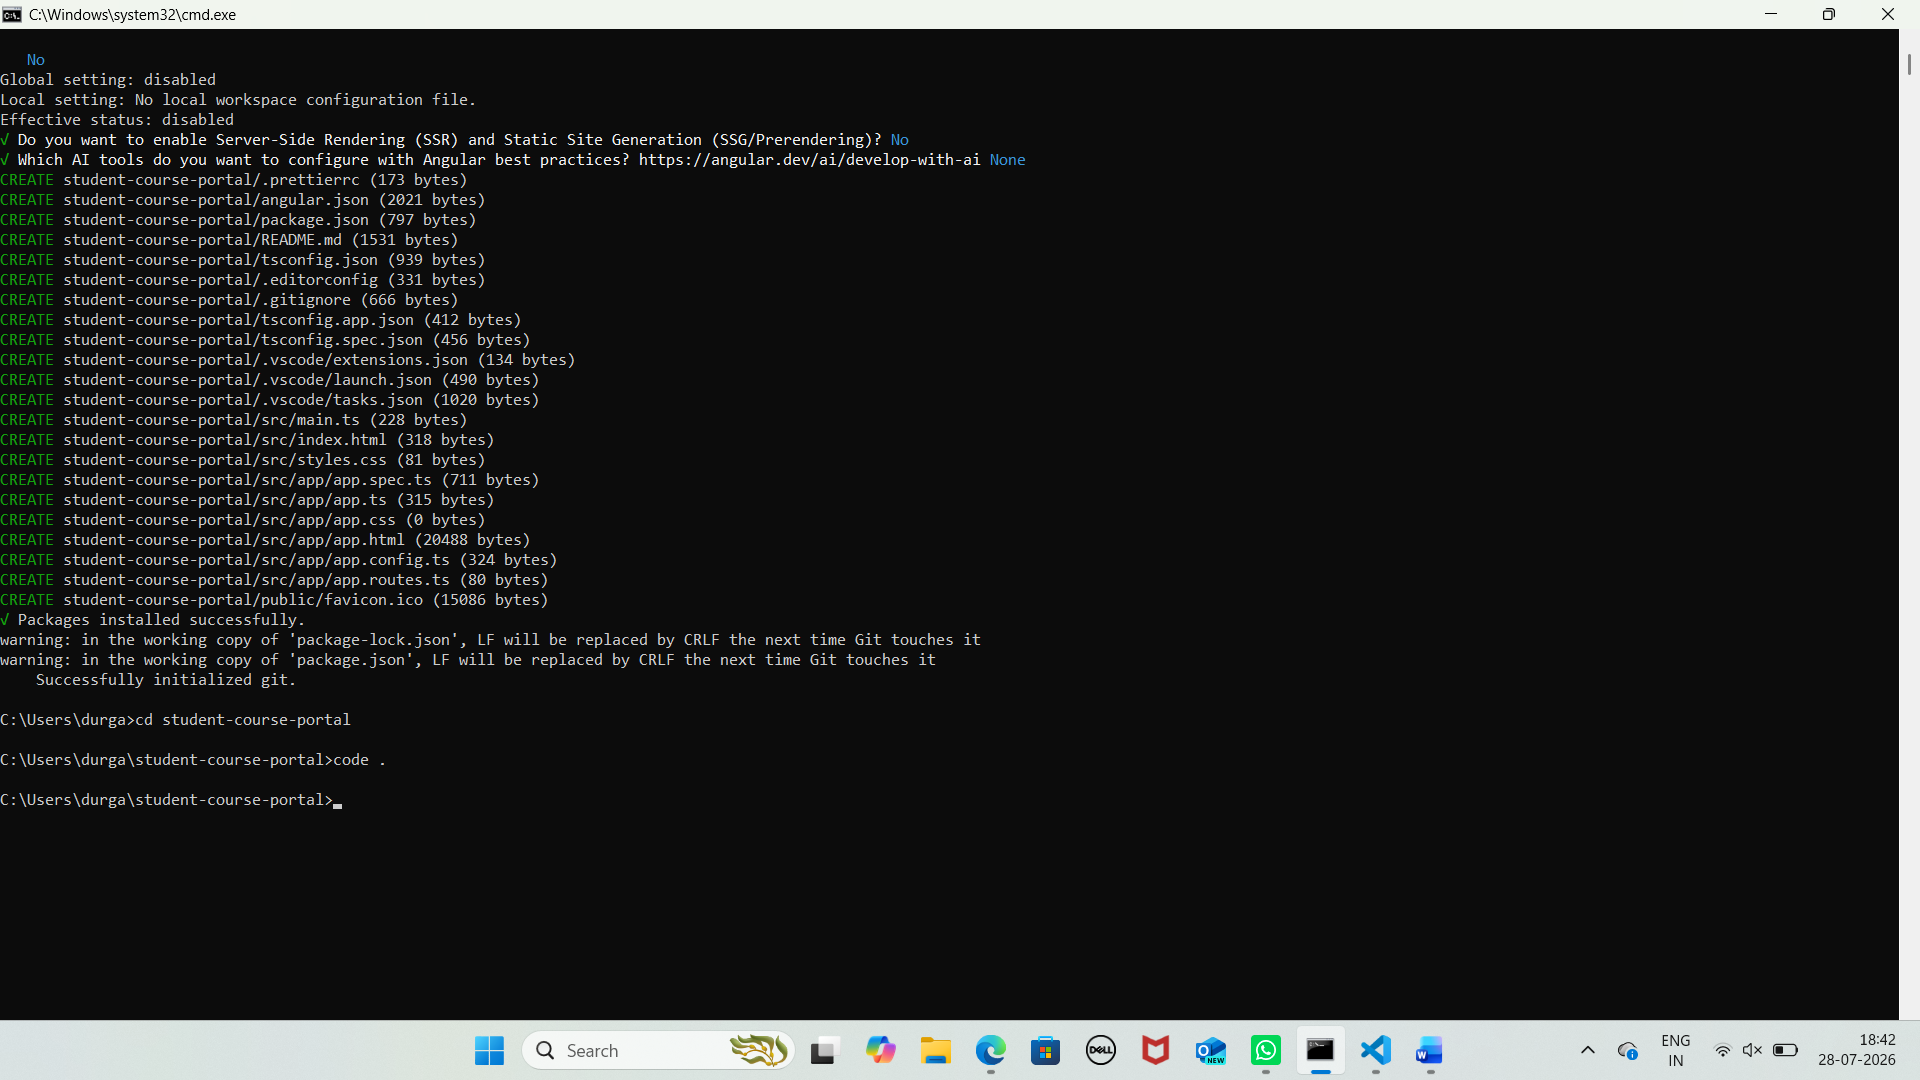 C:\Windows\system32\cmd.exe
No
Global setting: disabled
Local setting: No local workspace configuration file.
Effective status: disabled
√ Do you want to enable Server-Side Rendering (SSR) and Static Site Generation (SSG/Prerendering)? No
√ Which AI tools do you want to configure with Angular best practices? https://angular.dev/ai/develop-with-ai None
CREATE student-course-portal/.prettierrc (173 bytes)
CREATE student-course-portal/angular.json (2021 bytes)
CREATE student-course-portal/package.json (797 bytes)
CREATE student-course-portal/README.md (1531 bytes)
CREATE student-course-portal/tsconfig.json (939 bytes)
CREATE student-course-portal/.editorconfig (331 bytes)
CREATE student-course-portal/.gitignore (666 bytes)
CREATE student-course-portal/tsconfig.app.json (412 bytes)
CREATE student-course-portal/tsconfig.spec.json (456 bytes)
CREATE student-course-portal/.vscode/extensions.json (134 bytes)
CREATE student-course-portal/.vscode/launch.json (490 bytes)
CREATE student-course-portal/.vscode/tasks.json (1020 bytes)
CREATE student-course-portal/src/main.ts (228 bytes)
CREATE student-course-portal/src/index.html (318 bytes)
CREATE student-course-portal/src/styles.css (81 bytes)
CREATE student-course-portal/src/app/app.spec.ts (711 bytes)
CREATE student-course-portal/src/app/app.ts (315 bytes)
CREATE student-course-portal/src/app/app.css (0 bytes)
CREATE student-course-portal/src/app/app.html (20488 bytes)
CREATE student-course-portal/src/app/app.config.ts (324 bytes)
CREATE student-course-portal/src/app/app.routes.ts (80 bytes)
CREATE student-course-portal/public/favicon.ico (15086 bytes)
√ Packages installed successfully.
warning: in the working copy of 'package-lock.json', LF will be replaced by CRLF the next time Git touches it
warning: in the working copy of 'package.json', LF will be replaced by CRLF the next time Git touches it
Successfully initialized git.
C:\Users\durga>cd student-course-portal
C:\Users\durga\student-course-portal>code .
C:\Users\durga\student-course-portal>
Search
DELL
NEW
ENG
IN
18:42
28-07-2026